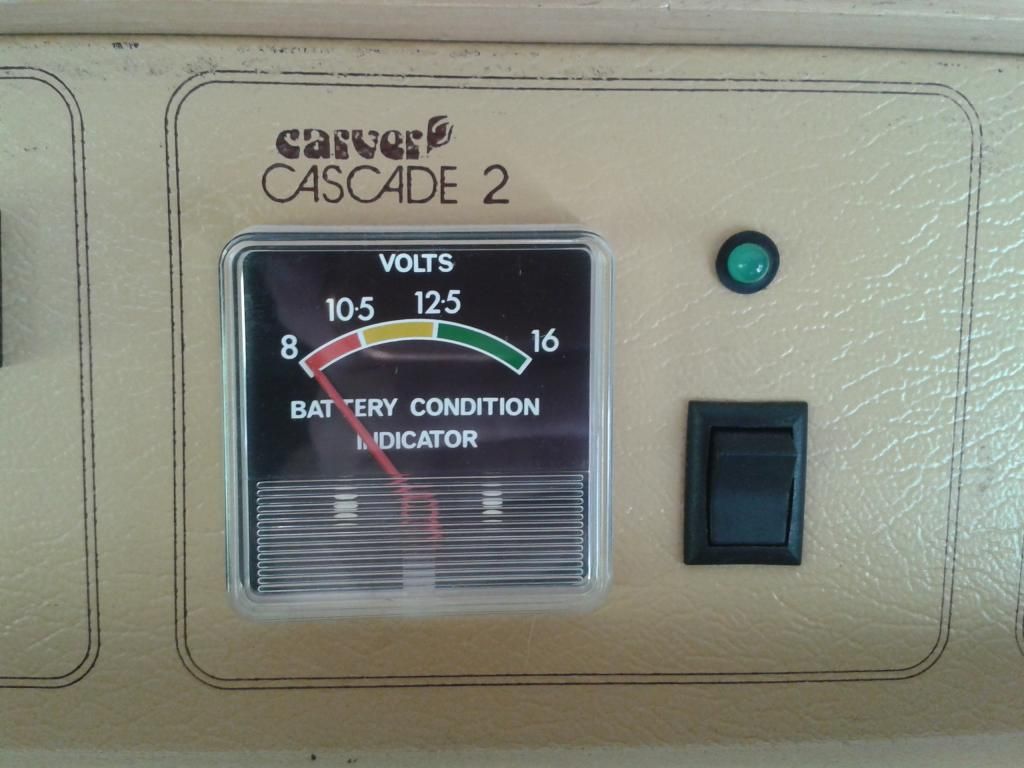 carver
CASCADE 2
VOLTS
10·5 12·5
8 16
BATTERY CONDITION
INDICATOR